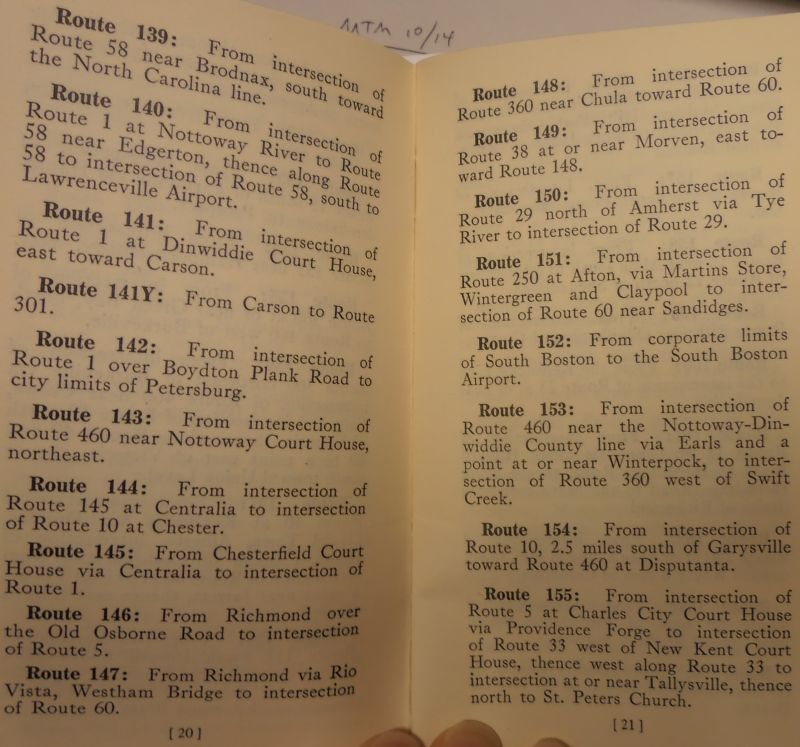 MTM 10/14
Route 139: From intersection of
Route 58 near Brodnax, south toward
the North Carolina line.
Route 140: From intersection of
Route 1 at Nottoway River to Route
58 near Edgerton, thence along Route
58 to intersection of Route 58, south to
Lawrenceville Airport.
Route 141: From intersection of
Route 1 at Dinwiddie Court House,
east toward Carson.
Route 141Y: From Carson to Route
301.
Route 142: From intersection of
Route 1 over Boydton Plank Road to
city limits of Petersburg.
Route 143: From intersection of
Route 460 near Nottoway Court House,
northeast.
Route 144: From intersection of
Route 145 at Centralia to intersection
of Route 10 at Chester.
Route 145: From Chesterfield Court
House via Centralia to intersection of
Route 1.
Route 146: From Richmond over
the Old Osborne Road to intersection
of Route 5.
Route 147: From Richmond via Rio
Vista, Westham Bridge to intersection
of Route 60.
[20]
Route 148: From intersection of
Route 360 near Chula toward Route 60.
Route 149: From intersection of
Route 38 at or near Morven, east to-
ward Route 148.
Route 150: From intersection of
Route 29 north of Amherst via Tye
River to intersection of Route 29.
Route 151: From intersection of
Route 250 at Afton, via Martins Store,
Wintergreen and Claypool to inter-
section of Route 60 near Sandidges.
Route 152: From corporate limits
of South Boston to the South Boston
Airport.
Route 153: From intersection of
Route 460 near the Nottoway-Din-
widdie County line via Earls and a
point at or near Winterpock, to inter-
section of Route 360 west of Swift
Creek.
Route 154: From intersection of
Route 10, 2.5 miles south of Garysville
toward Route 460 at Disputanta.
Route 155: From intersection of
Route 5 at Charles City Court House
via Providence Forge to intersection
of Route 33 west of New Kent Court
House, thence west along Route 33 to
intersection at or near Tallysville, thence
north to St. Peters Church.
[21]